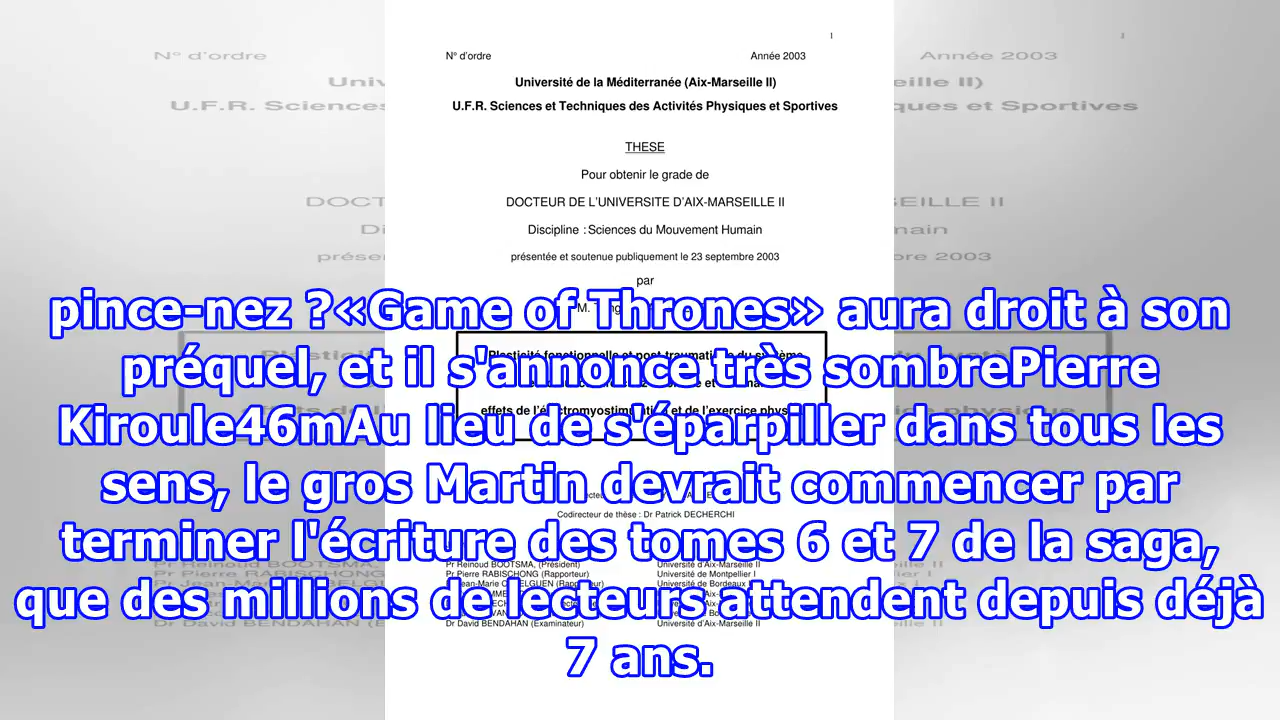 1
N° d'ordre
Année 2003
Université de la Méditerranée (Aix-Marseille II)
U.F.R. Sciences et Techniques des Activités Physiques et Sportives
THESE
Pour obtenir le grade de
DOCTEUR DE L'UNIVERSITE D'AIX-MARSEILLE II
Discipline : Sciences du Mouvement Humain
présentée et soutenue publiquement le 23 septembre 2003
par
pince-nez ?«Game of Thrones» aura droit à son
préquel, et il s'annonce très sombrePierre
Kiroule46mAu lieu de s'éparpiller dans tous les
sens, le gros Martin devrait commencer par
terminer l'écriture des tomes 6 et 7 de la saga,
que des millions de lecteurs attendent depuis déjà
7 ans.
Codirecteur de thèse : Dr Patrick DECHERCHI
Pr Reinoud BOOTSMA, (Président) Université d'Aix-Marseille II
Pr Pierre RABISCHONG (Rapporteur) Université de Montpellier I
Dr David BENDAHAN (Examinateur) Université d'Aix-Marseille II